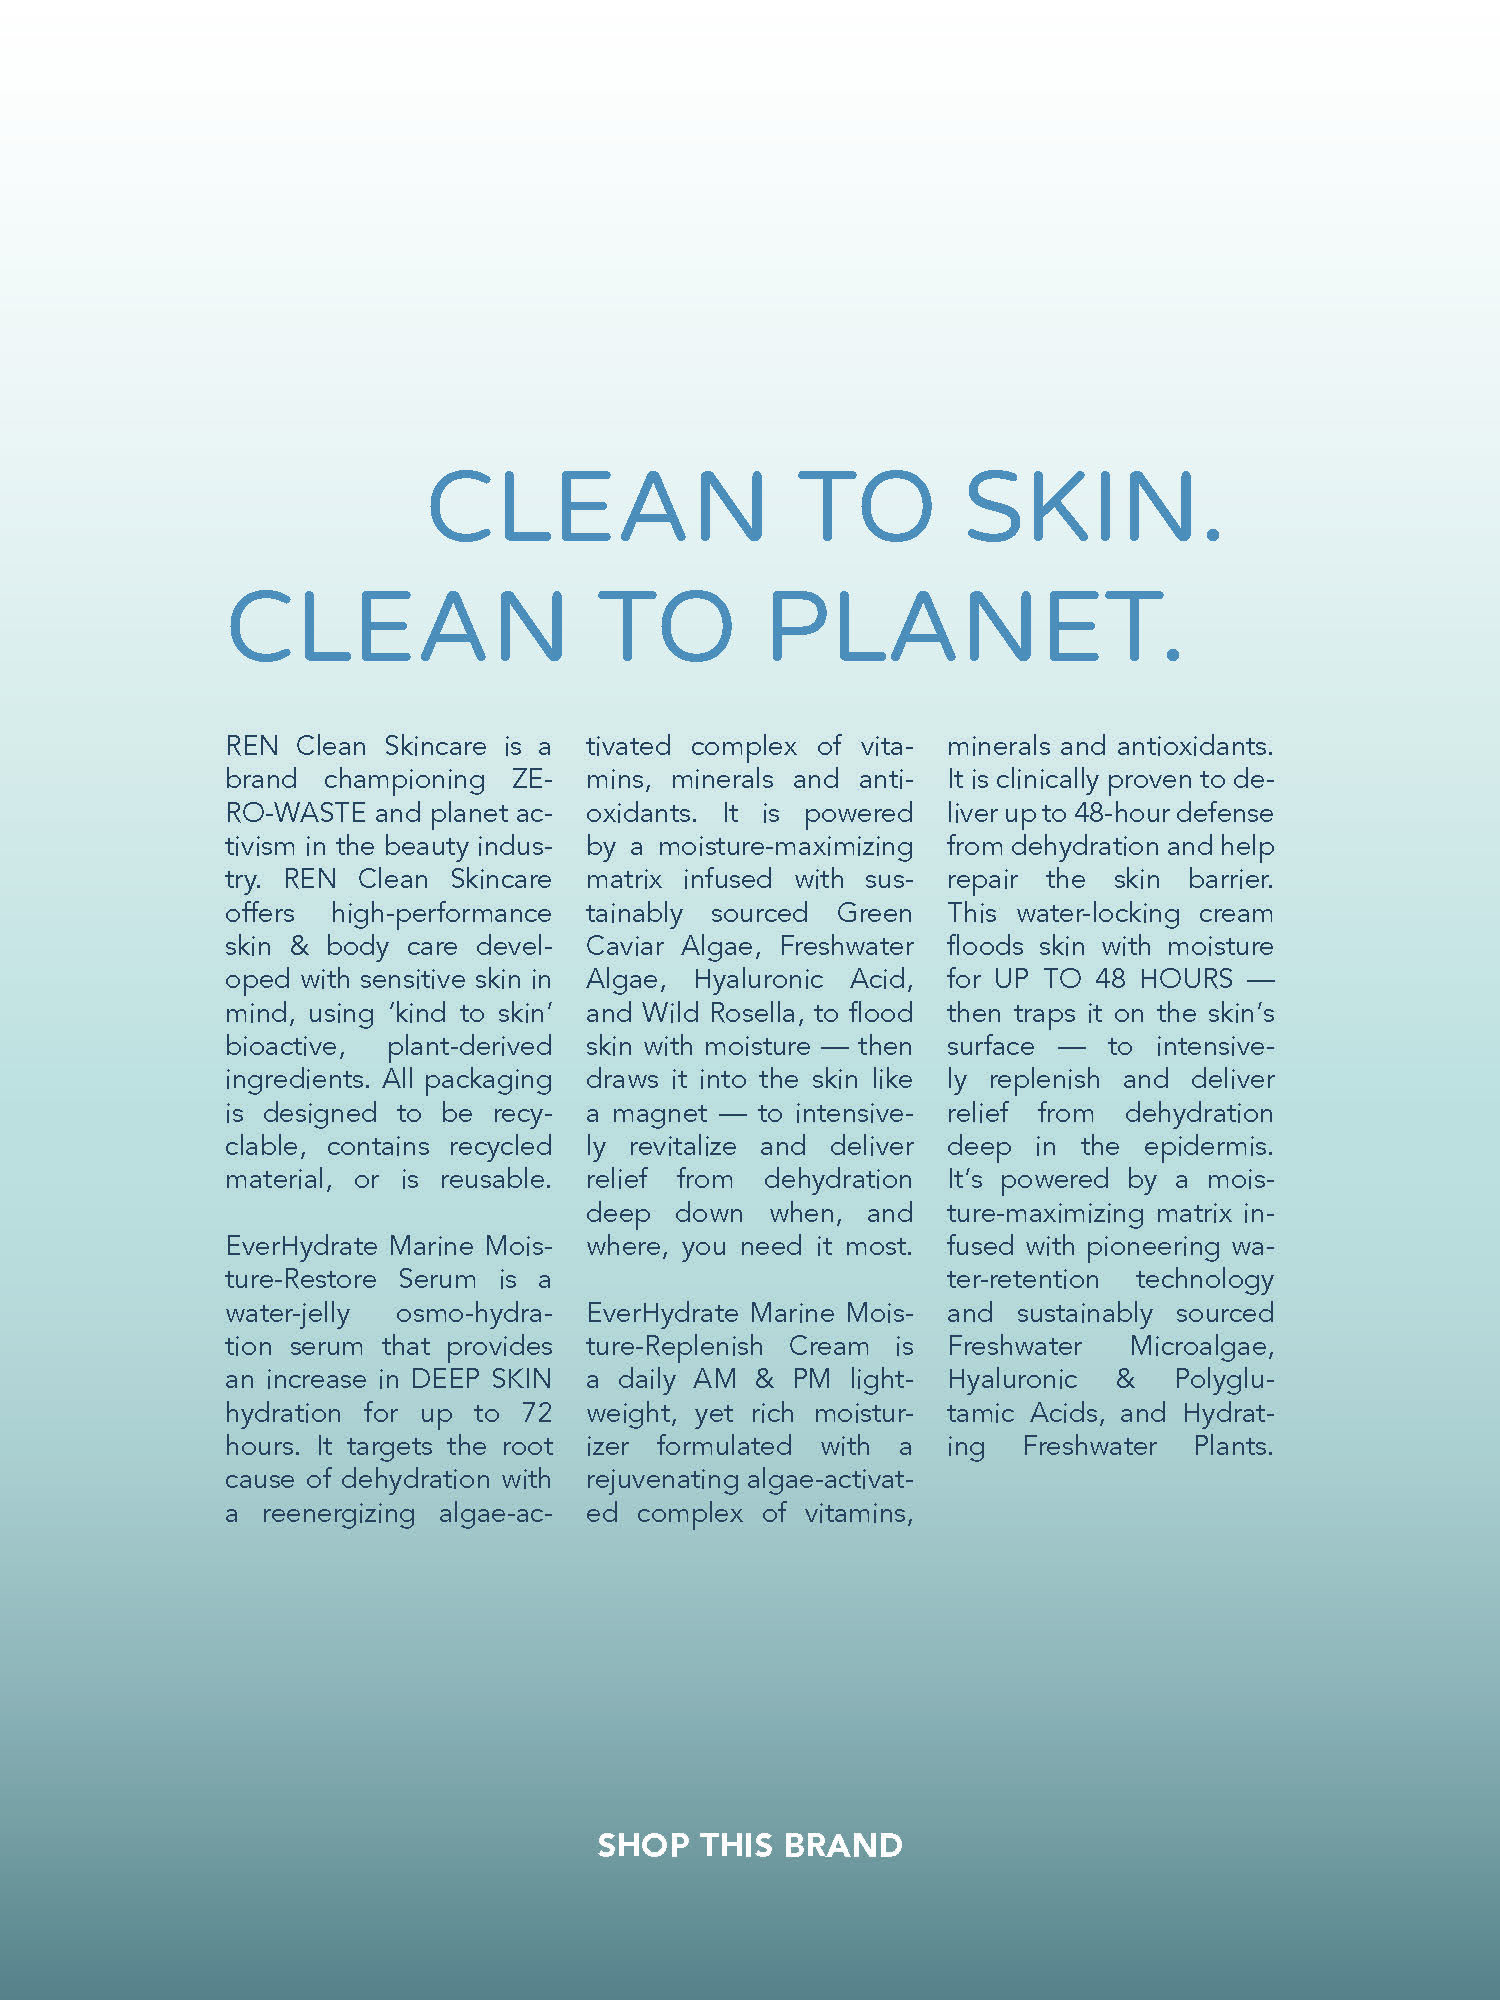 CLEAN TO SKIN.
CLEAN TO PLANET.
REN Clean Skincare is a
brand championing ZE-
RO-WASTE and planet ac-
tivism in the beauty indus-
try. REN Clean Skincare
offers high-performance
skin & body care devel-
oped with sensitive skin in
mind, using ’kind to skin’
bioactive, plant-derived
ingredients. All packaging
is designed to be recy-
clable, contains recycled
material, or is reusable.
EverHydrate Marine Mois-
ture-Restore Serum is a
water-jelly osmo-hydra-
tion serum that provides
an increase in DEEP SKIN
hydration for up to 72
hours. It targets the root
cause of dehydration with
a reenergizing algae-ac-
tivated complex of vita-
mins, minerals and anti-
oxidants. It is powered
by a moisture-maximizing
matrix infused with sus-
tainably sourced Green
Caviar Algae, Freshwater
Algae, Hyaluronic Acid,
and Wild Rosella, to flood
skin with moisture — then
draws it into the skin like
a magnet — to intensive-
ly revitalize and deliver
relief from dehydration
deep down when, and
where, you need it most.
EverHydrate Marine Mois-
ture-Replenish Cream is
a daily AM & PM light-
weight, yet rich moistur-
izer formulated with a
rejuvenating algae-activat-
ed complex of vitamins,
minerals and antioxidants.
It is clinically proven to de-
liver up to 48-hour defense
from dehydration and help
repair the skin barrier.
This water-locking cream
floods skin with moisture
for UP TO 48 HOURS —
then traps it on the skin’s
surface — to intensive-
ly replenish and deliver
relief from dehydration
deep in the epidermis.
It’s powered by a mois-
ture-maximizing matrix in-
fused with pioneering wa-
ter-retention technology
and sustainably sourced
Freshwater Microalgae,
Hyaluronic & Polyglu-
tamic Acids, and Hydrat-
ing Freshwater Plants.
SHOP THIS BRAND